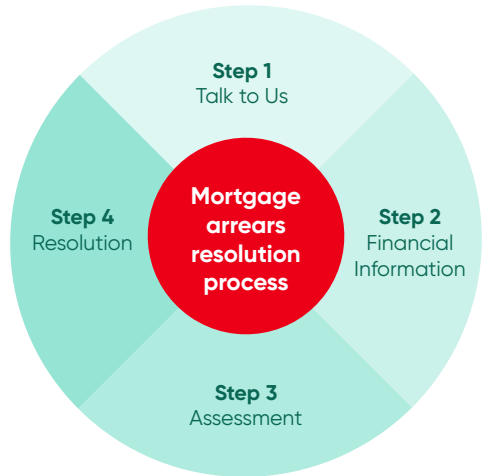 Step 1
Talk to Us
Mortgage
arrears
resolution
process
Step 2
Financial
Information
Step 3
Assessment
Step 4
Resolution